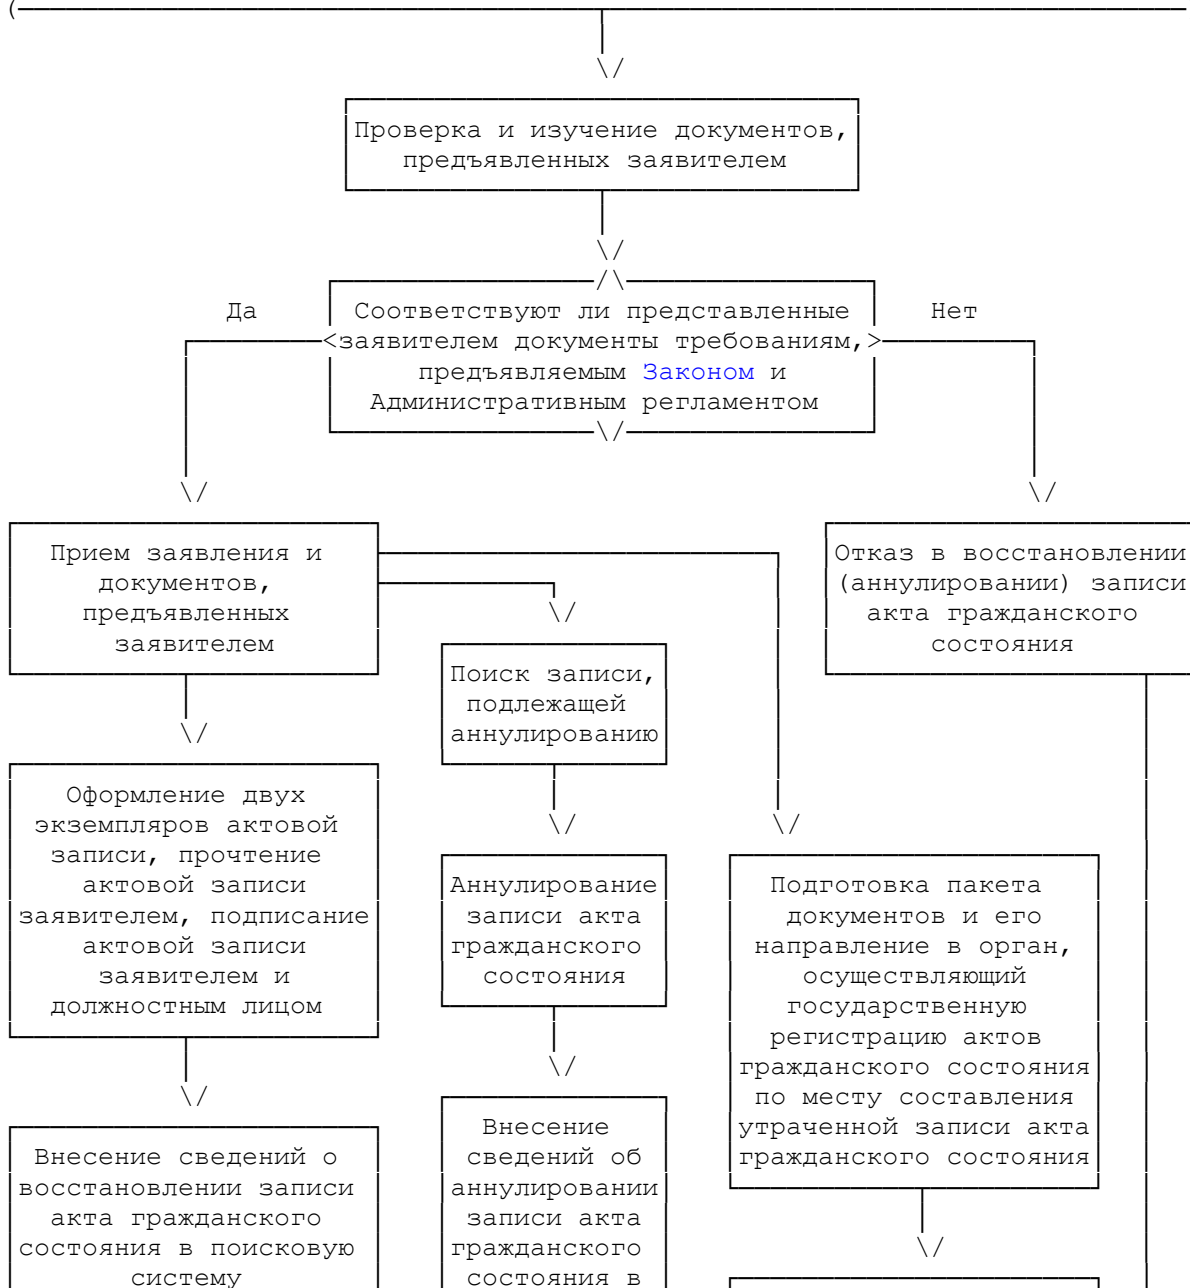 Проверка и изучение документов,
предъявленных заявителем
Да
Соответствуют ли представленные
Нет
заявителем документы требованиям,
предъявляемым Законом и
Административным регламентом
Прием заявления и
документов,
предъявленных
заявителем
Отказ в восстановлении
(аннулировании) записи
акта гражданского
состояния
Поиск записи,
подлежащей
аннулированию
Оформление двух
экземпляров актовой
записи, прочтение
актовой записи
заявителем, подписание
актовой записи
заявителем и
должностным лицом
Аннулирование
записи акта
гражданского
состояния
Подготовка пакета
документов и его
направление в орган,
осуществляющий
государственную
регистрацию актов
гражданского состояния
по месту составления
утраченной записи акта
гражданского состояния
Внесение сведений о
восстановлении записи
акта гражданского
состояния в поисковую
систему
Внесение
сведений об
аннулировании
записи акта
гражданского
состояния в